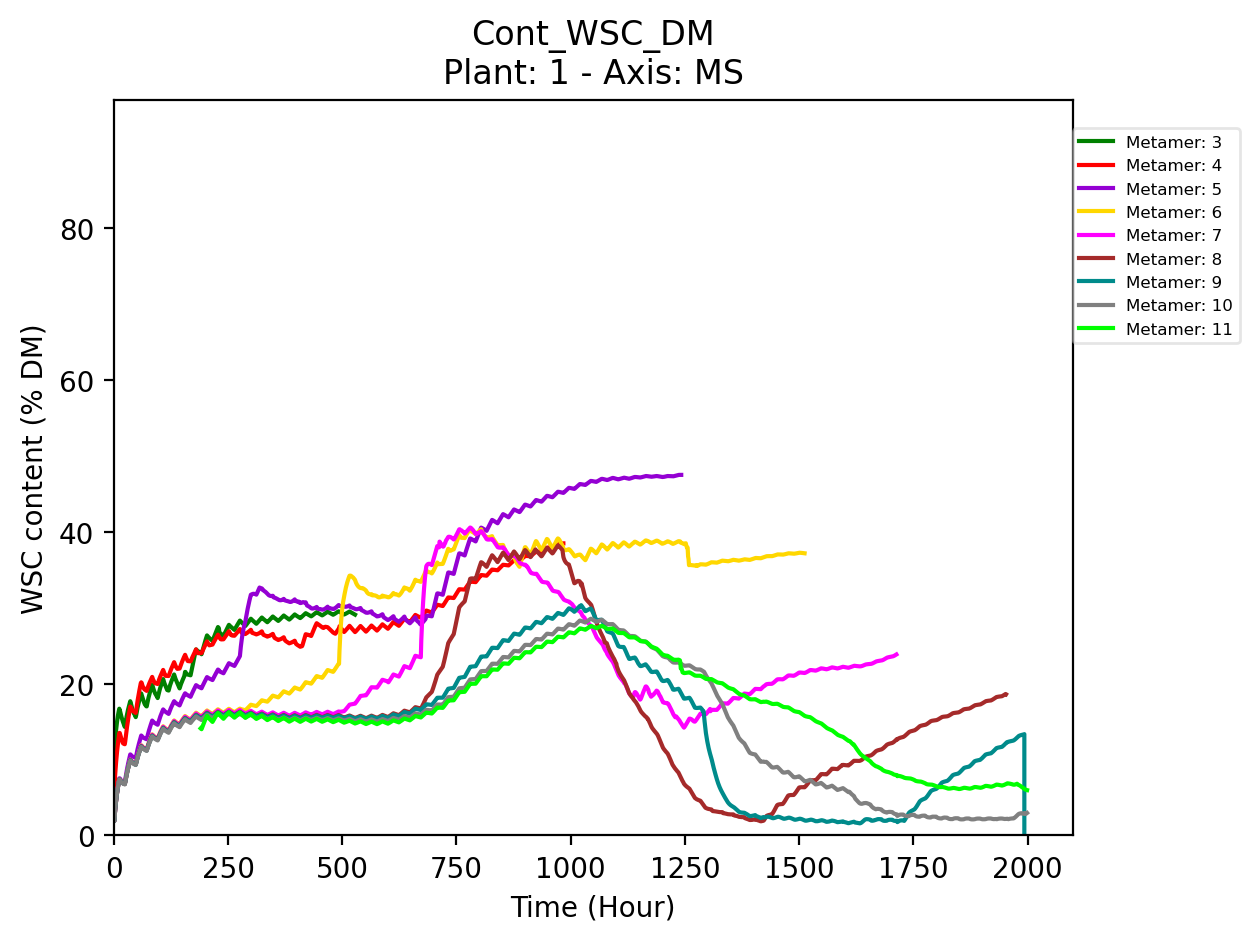 Cont_WSC_DM
Plant: 1 - Axis: MS
WSC content (% DM)
80
60
40
20
0
0 250 500 750 1000 1250 1500 1750 2000
Time (Hour)
Metamer: 3
Metamer: 4
Metamer: 5
Metamer: 6
Metamer: 7
Metamer: 8
Metamer: 9
Metamer: 10
Metamer: 11